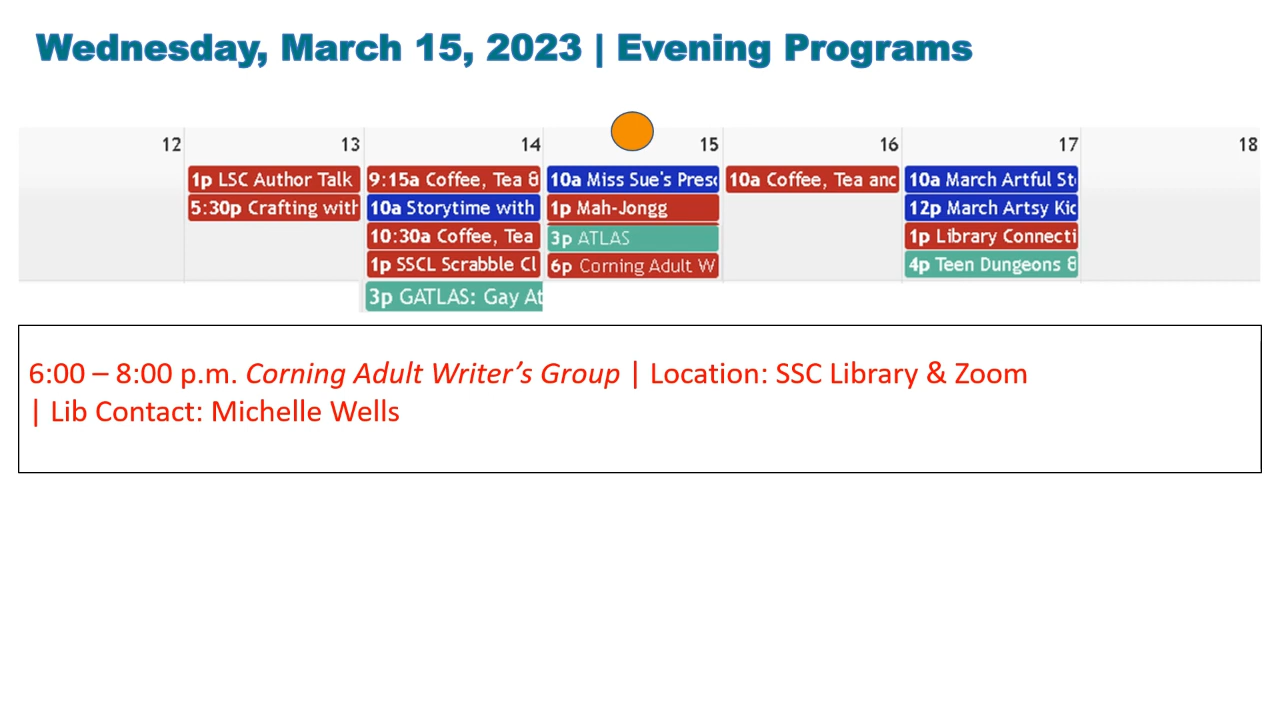 Wednesday, March 15, 2023 | Evening Programs
12 13 14 15 16 17 18
1p LSC Author Talk
5:30p Crafting with
9:15a Coffee, Tea &
10a Storytime with
10:30a Coffee, Tea
1p SSCL Scrabble Cl
3p GATLAS: Gay At
10a Miss Sue's Presc
1p Mah-Jongg
3p ATLAS
6p Corning Adult W
10a Coffee, Tea and
10a March Artful St
12p March Artsy Kic
1p Library Connecti
4p Teen Dungeons &
6:00 – 8:00 p.m. Corning Adult Writer’s Group | Location: SSC Library & Zoom
| Lib Contact: Michelle Wells